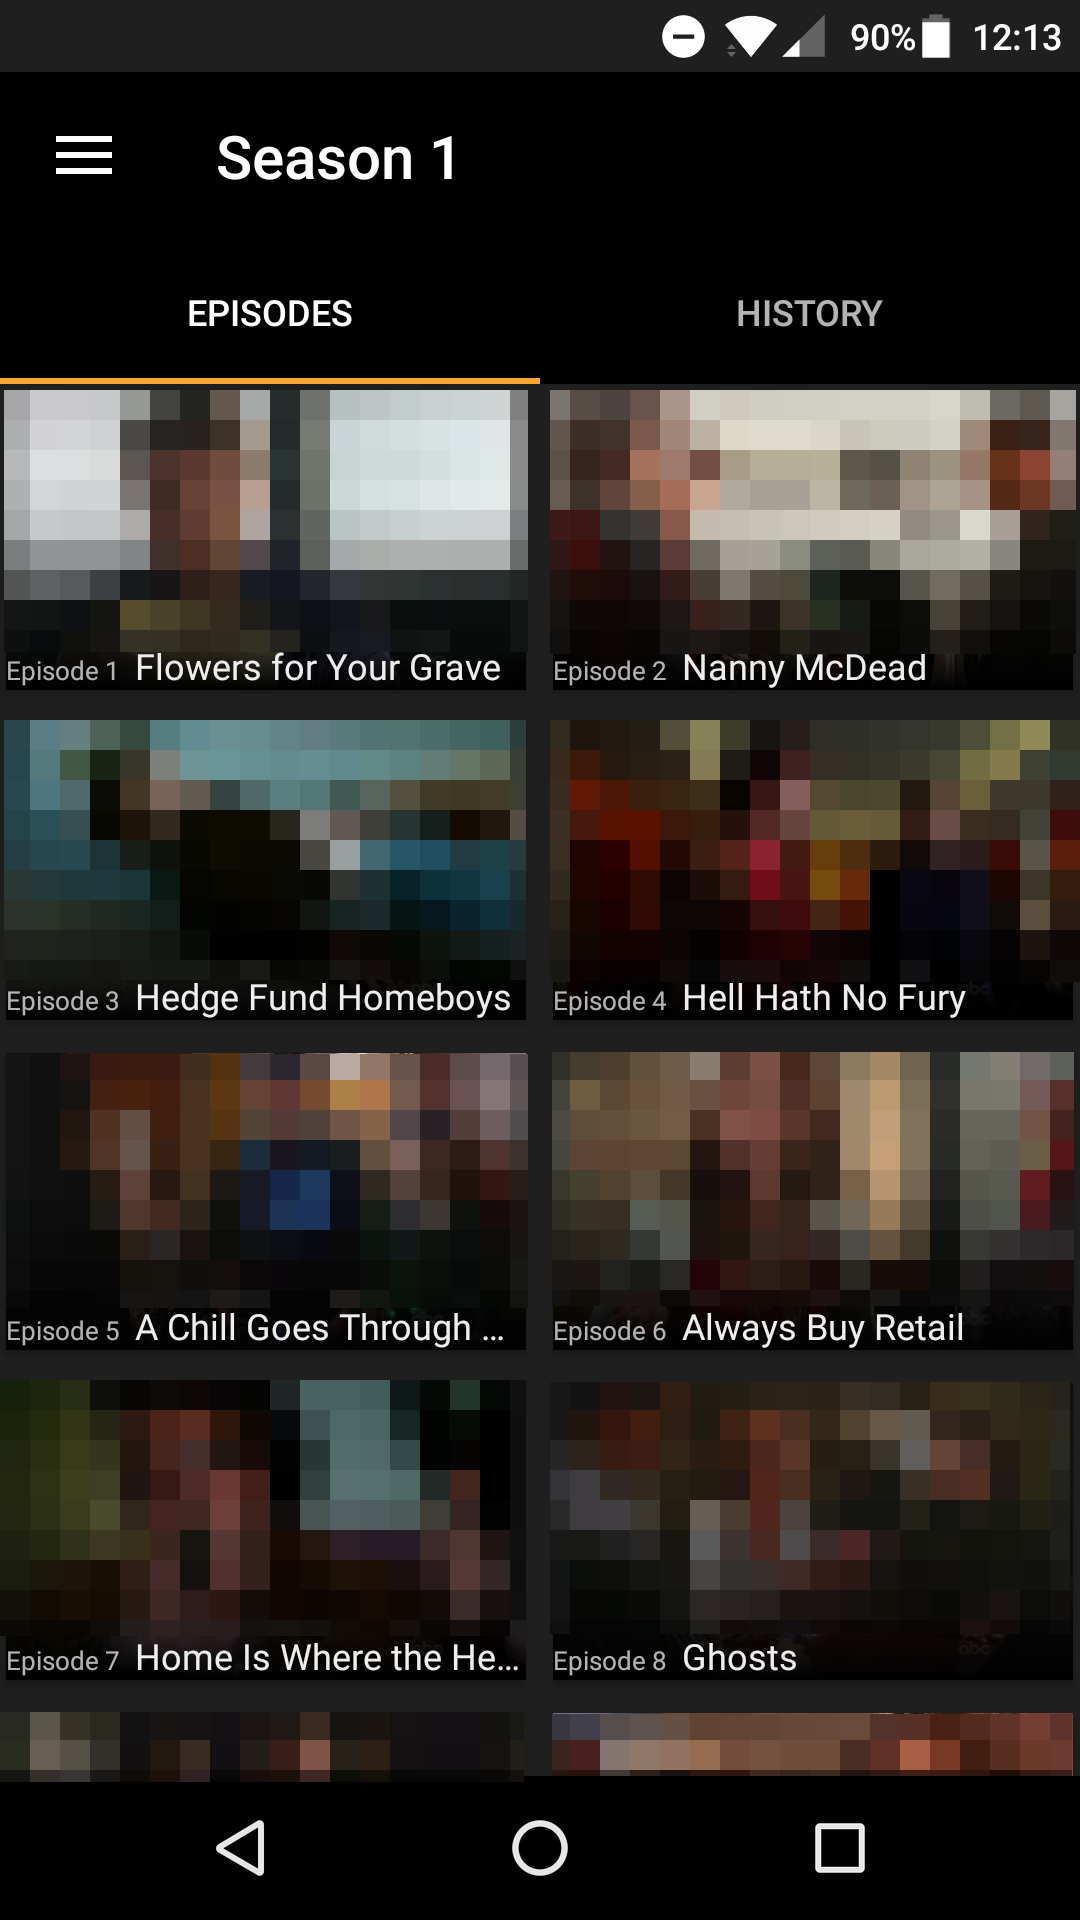 90% 12:13
Season 1
EPISODES HISTORY
Episode 1 Flowers for Your Grave
Episode 2 Nanny McDead
Episode 3 Hedge Fund Homeboys
Episode 4 Hell Hath No Fury
Episode 5 A Chill Goes Through ...
Episode 6 Always Buy Retail
Episode 7 Home Is Where the He...
Episode 8 Ghosts
abc